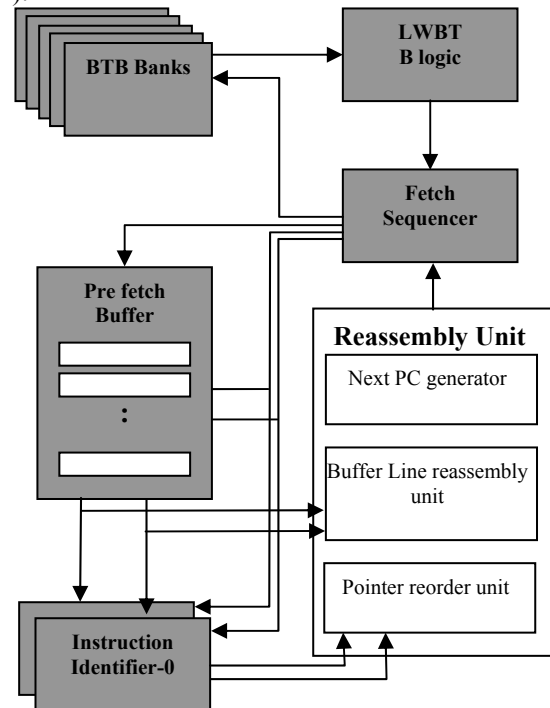 ).
BTB Banks
LWBT
B logic
Fetch
Sequencer
Pre fetch
Buffer
:
Reassembly Unit
Next PC generator
Buffer Line reassembly
unit
Pointer reorder unit
Instruction
Identifier-0